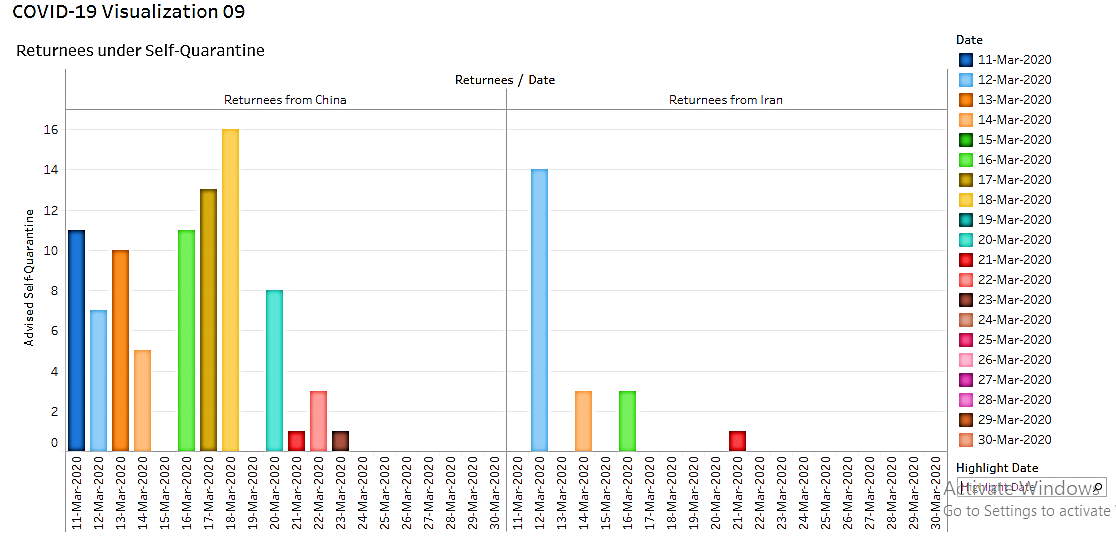 COVID-19 Visualization 09
Returnees under Self-Quarantine
Returnees / Date
Returnees from China
Returnees from Iran
Advised Self-Quarantine
16
14
12
10
8
6
4
2
0
11-Mar-2020
12-Mar-2020
13-Mar-2020
14-Mar-2020
15-Mar-2020
16-Mar-2020
17-Mar-2020
18-Mar-2020
19-Mar-2020
20-Mar-2020
21-Mar-2020
22-Mar-2020
23-Mar-2020
24-Mar-2020
25-Mar-2020
26-Mar-2020
27-Mar-2020
28-Mar-2020
29-Mar-2020
30-Mar-2020
11-Mar-2020
12-Mar-2020
13-Mar-2020
14-Mar-2020
15-Mar-2020
16-Mar-2020
17-Mar-2020
18-Mar-2020
19-Mar-2020
20-Mar-2020
21-Mar-2020
22-Mar-2020
23-Mar-2020
24-Mar-2020
25-Mar-2020
26-Mar-2020
27-Mar-2020
28-Mar-2020
29-Mar-2020
30-Mar-2020
Date
11-Mar-2020
12-Mar-2020
13-Mar-2020
14-Mar-2020
15-Mar-2020
16-Mar-2020
17-Mar-2020
18-Mar-2020
19-Mar-2020
20-Mar-2020
21-Mar-2020
22-Mar-2020
23-Mar-2020
24-Mar-2020
25-Mar-2020
26-Mar-2020
27-Mar-2020
28-Mar-2020
29-Mar-2020
30-Mar-2020
Highlight Date
Highlight Date
Activate Windows
Go to Settings to activate